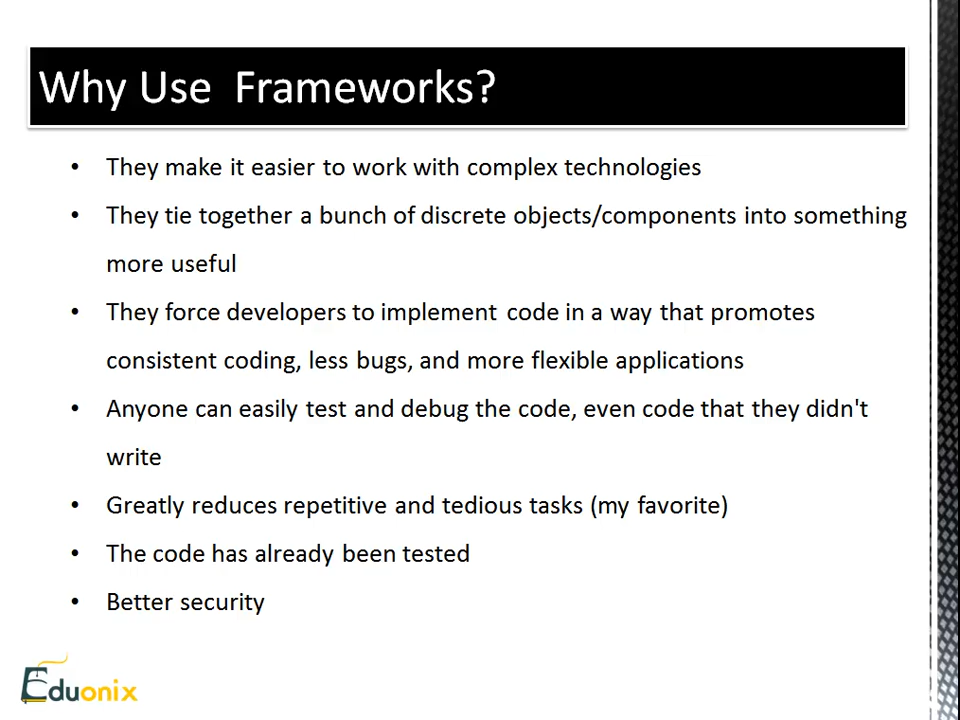 Why Use  Frameworks?
• They make it easier to work with complex technologies
• They tie together a bunch of discrete objects/components into something
more useful
• They force developers to implement code in a way that promotes
consistent coding, less bugs, and more flexible applications
• Anyone can easily test and debug the code, even code that they didn't
write
• Greatly reduces repetitive and tedious tasks (my favorite)
• The code has already been tested
• Better security
Eduonix